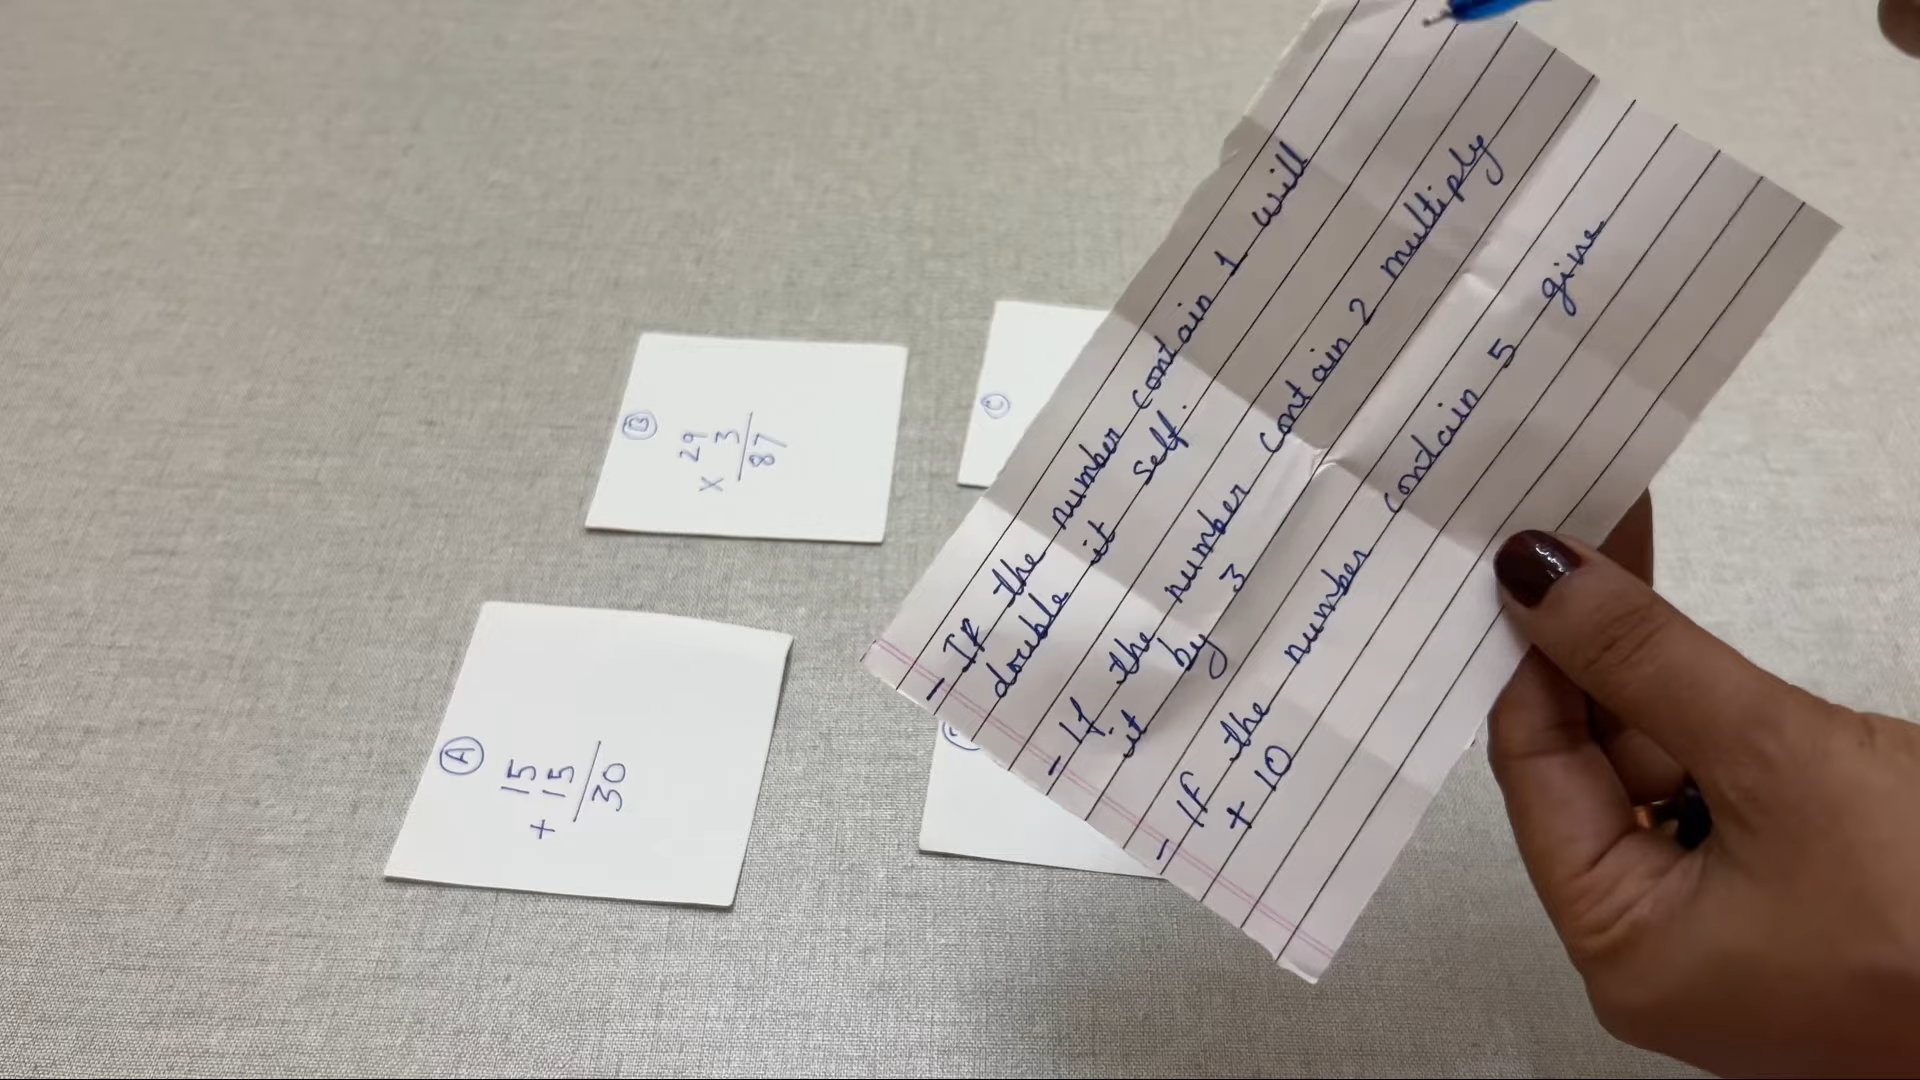 - IF the number contain 1 will
double it self.
- If the number contain 2 multiply
it by 3
- IF the number contain 5 give
+ 10
A
15
+ 15
30
B
29
x 3
87
C